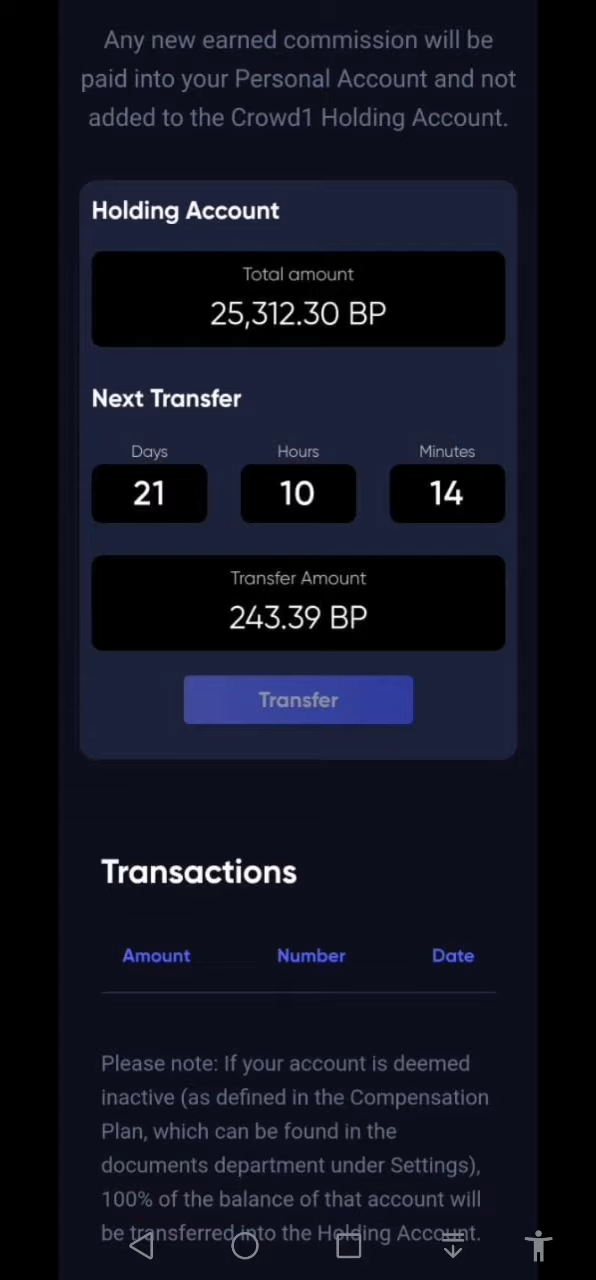 Any new earned commission will be
paid into your Personal Account and not
added to the Crowd1 Holding Account.
Holding Account
Total amount
25,312.30 BP
Next Transfer
Days Hours Minutes
21 10 14
Transfer Amount
243.39 BP
Transfer
Transactions
Amount Number Date
Please note: If your account is deemed
inactive (as defined in the Compensation
Plan, which can be found in the
documents department under Settings),
100% of the balance of that account will
be transferred into the Holding Account.